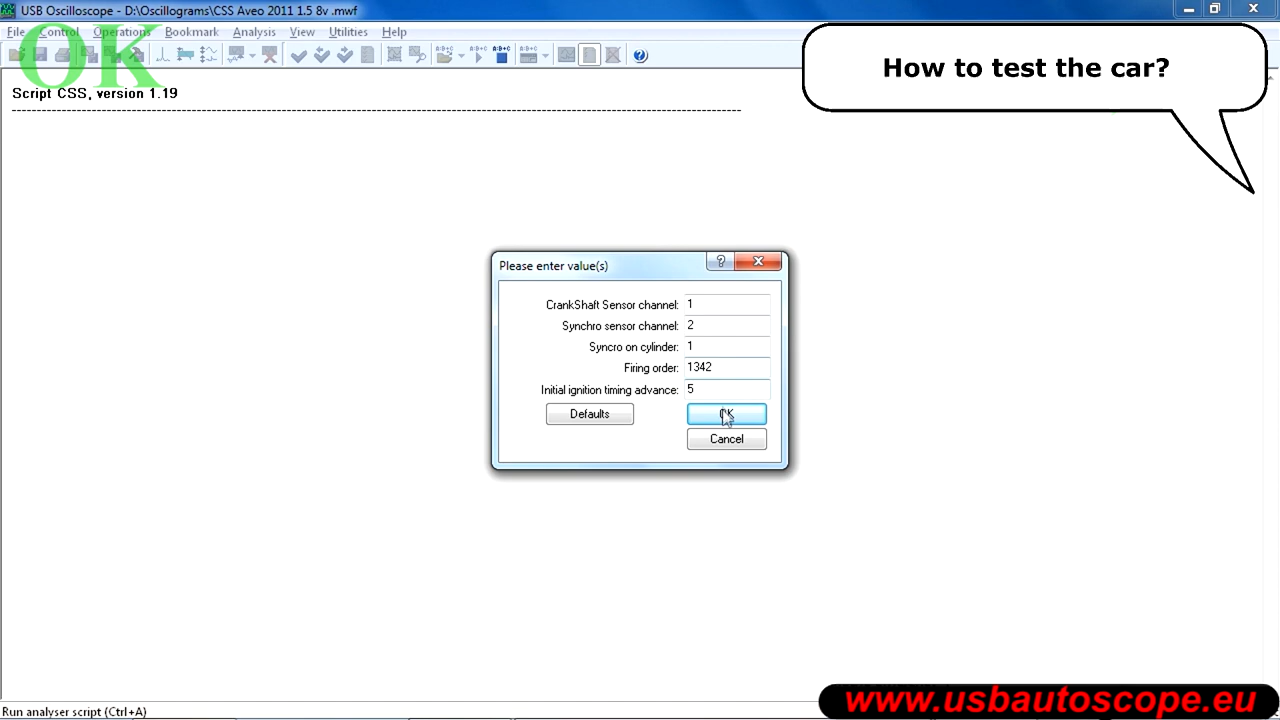 USB Oscilloscope - D:\Oscillograms\CSS Aveo 2011 1.5 8v .mwf
File Control Operations Bookmark Analysis View Utilities Help
OK
How to test the car?
Script CSS, version 1.19
Please enter value(s)
CrankShaft Sensor channel: 1
Synchro sensor channel: 2
Syncro on cylinder: 1
Firing order: 1342
Initial ignition timing advance: 5
Defaults OK
Cancel
www.usbautoscope.eu
Run analyser script (Ctrl+A)